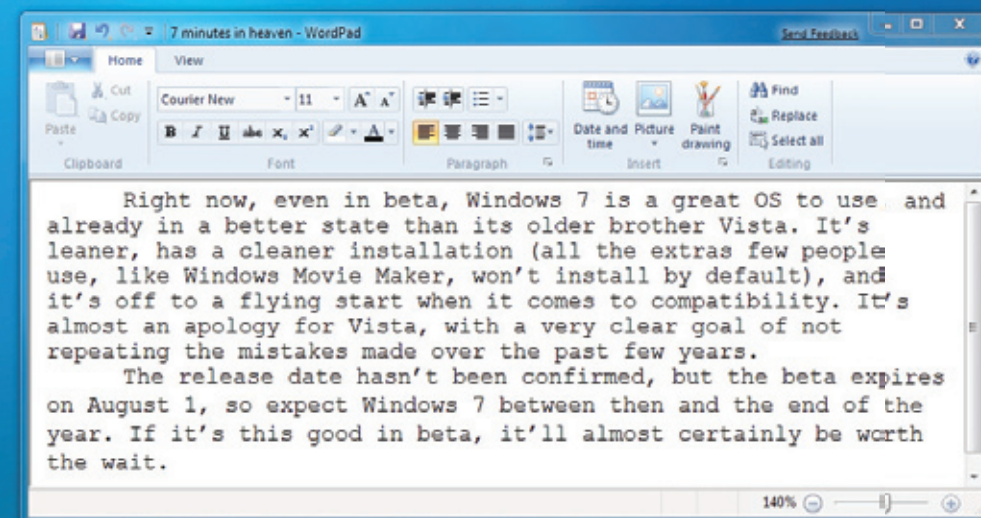 7 minutes in heaven - WordPad
Send Feedback
Home View
Paste
Cut
Copy
Clipboard
Courier New 11 A A
B I U abc X₂ X² A
Font
Paragraph
Date and time
Picture
Paint drawing
Insert
Find
Replace
Select all
Editing
Right now, even in beta, Windows 7 is a great OS to use and
already in a better state than its older brother Vista. It's
leaner, has a cleaner installation (all the extras few people
use, like Windows Movie Maker, won't install by default), and
it's off to a flying start when it comes to compatibility. It's
almost an apology for Vista, with a very clear goal of not
repeating the mistakes made over the past few years.
The release date hasn't been confirmed, but the beta expires
on August 1, so expect Windows 7 between then and the end of the
year. If it's this good in beta, it'll almost certainly be worth
the wait.
140%